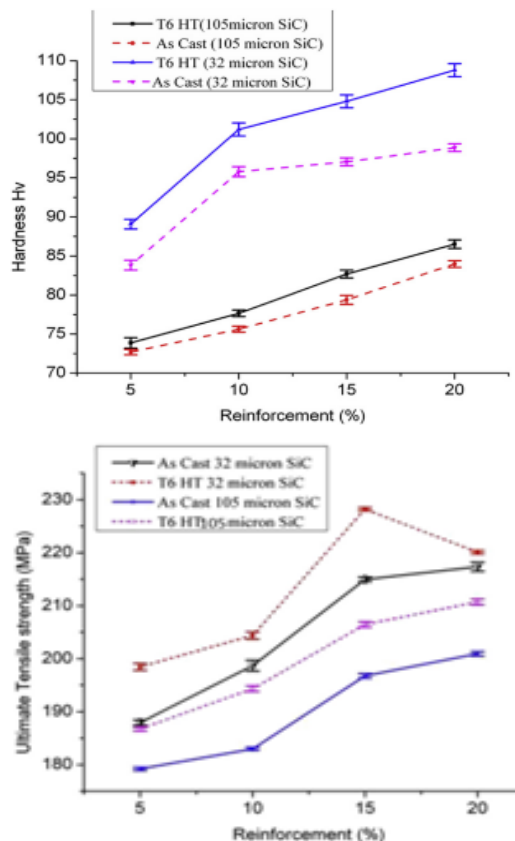 T6 HT(105micron SiC)
As Cast (105 micron SiC)
T6 HT (32 micron SiC)
As Cast (32 micron SiC)
110
105
100
95
90
85
80
75
70
Hardness Hv
5 10 15 20
Reinforcement (%)
As Cast 32 micron SiC
T6 HT 32 micron SiC
As Cast 105 micron SiC
T6 HT105 micron SiC
230
220
210
200
190
180
Ultimate Tensile strength (MPa)
5 10 15 20
Reinforcement (%)